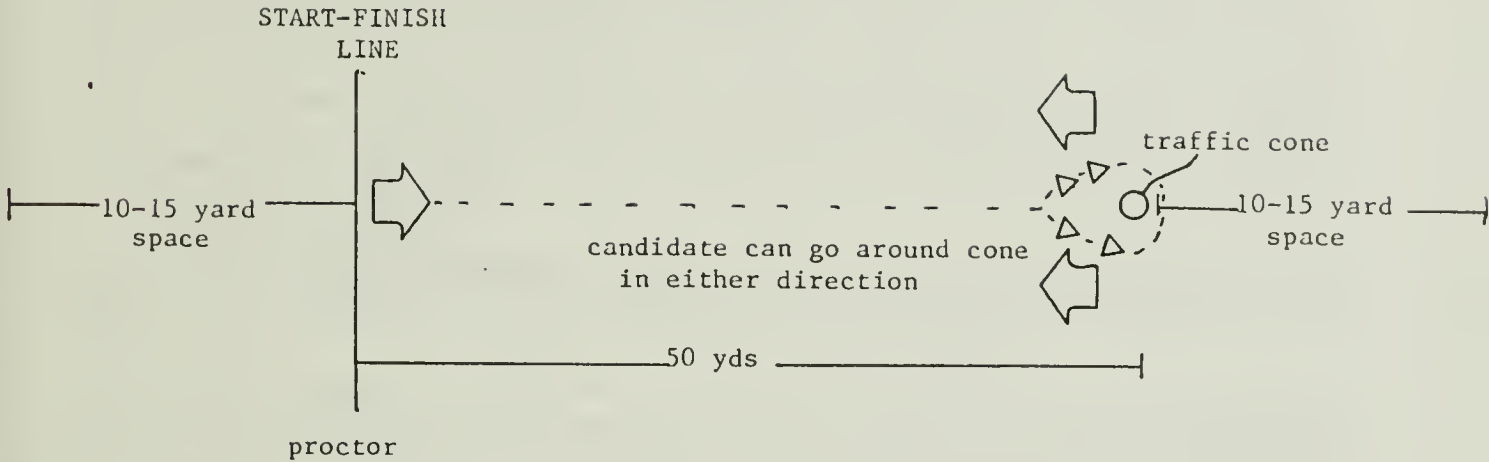 START-FINISH
LINE
traffic cone
10-15 yard
space
10-15 yard
space
candidate can go around cone
in either direction
50 yds
proctor